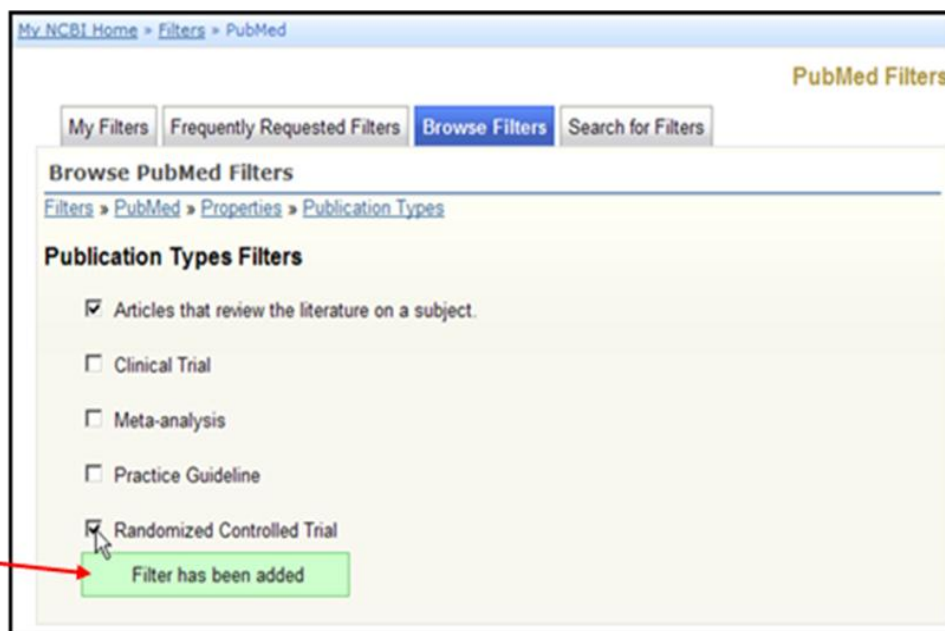 My NCBI Home » Filters » PubMed
PubMed Filters
My Filters Frequently Requested Filters Browse Filters Search for Filters
Browse PubMed Filters
Filters » PubMed » Properties » Publication Types
Publication Types Filters
Articles that review the literature on a subject.
Clinical Trial
Meta-analysis
Practice Guideline
Randomized Controlled Trial
Filter has been added